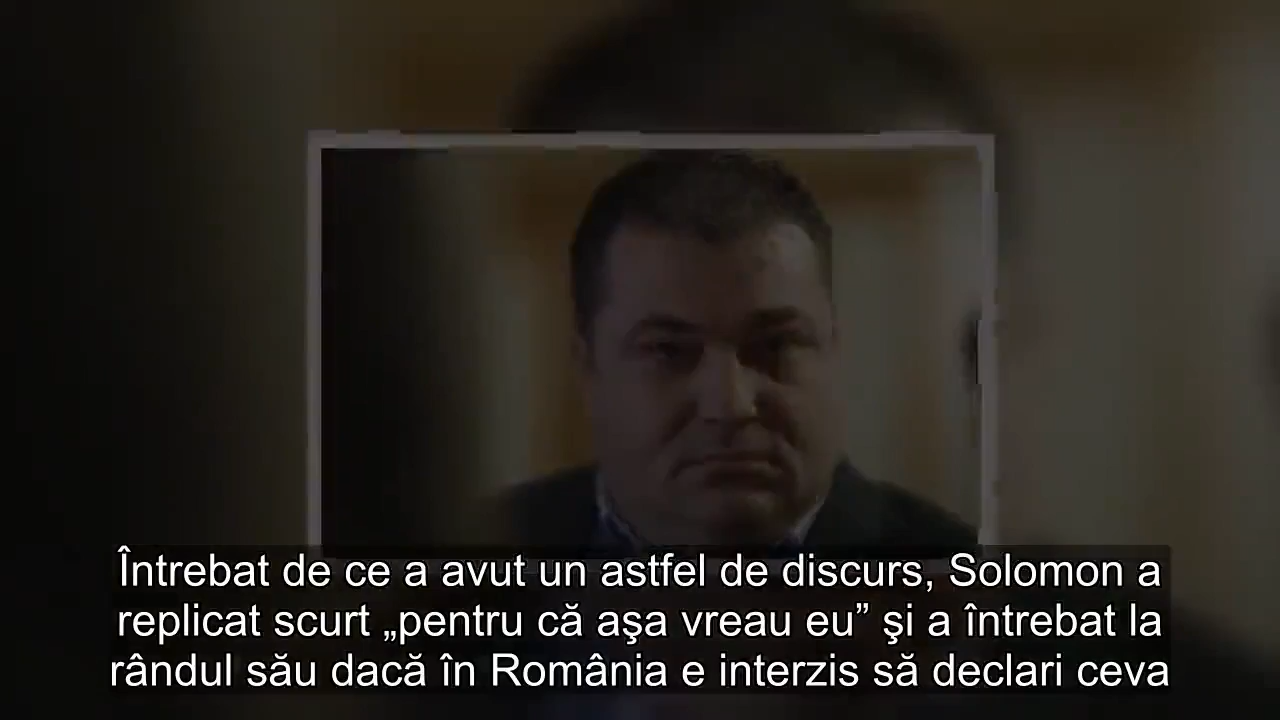 Întrebat de ce a avut un astfel de discurs, Solomon a
replicat scurt „pentru că aşa vreau eu” şi a întrebat la
rândul său dacă în România e interzis să declari ceva